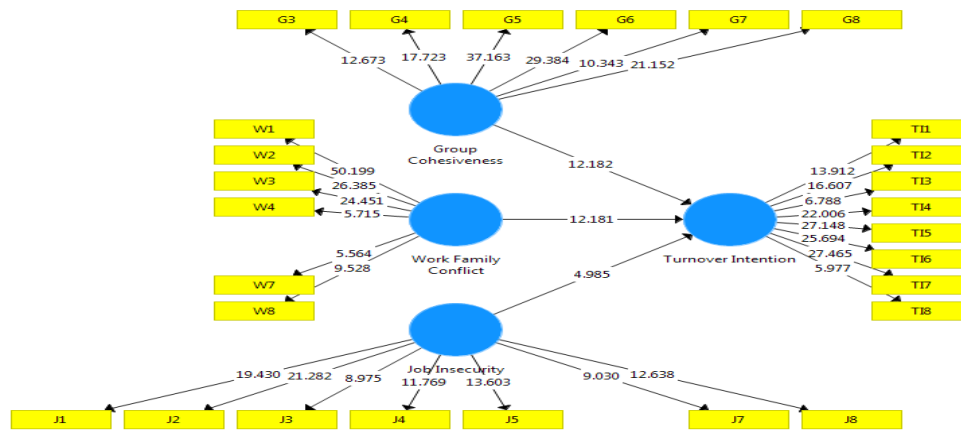 G3
G4
G5
G6
G7
G8
12.673
17.723
37.163
29.384
10.343
21.152
Group
Cohesiveness
12.182
W1
W2
W3
W4
W7
W8
50.199
26.385
24.451
5.715
5.564
9.528
Work Family
Conflict
12.181
4.985
Turnover Intention
13.912
16.607
6.788
22.006
27.148
25.694
27.465
5.977
TI1
TI2
TI3
TI4
TI5
TI6
TI7
TI8
Job Insecurity
19.430
21.282
8.975
11.769
13.603
9.030
12.638
J1
J2
J3
J4
J5
J7
J8